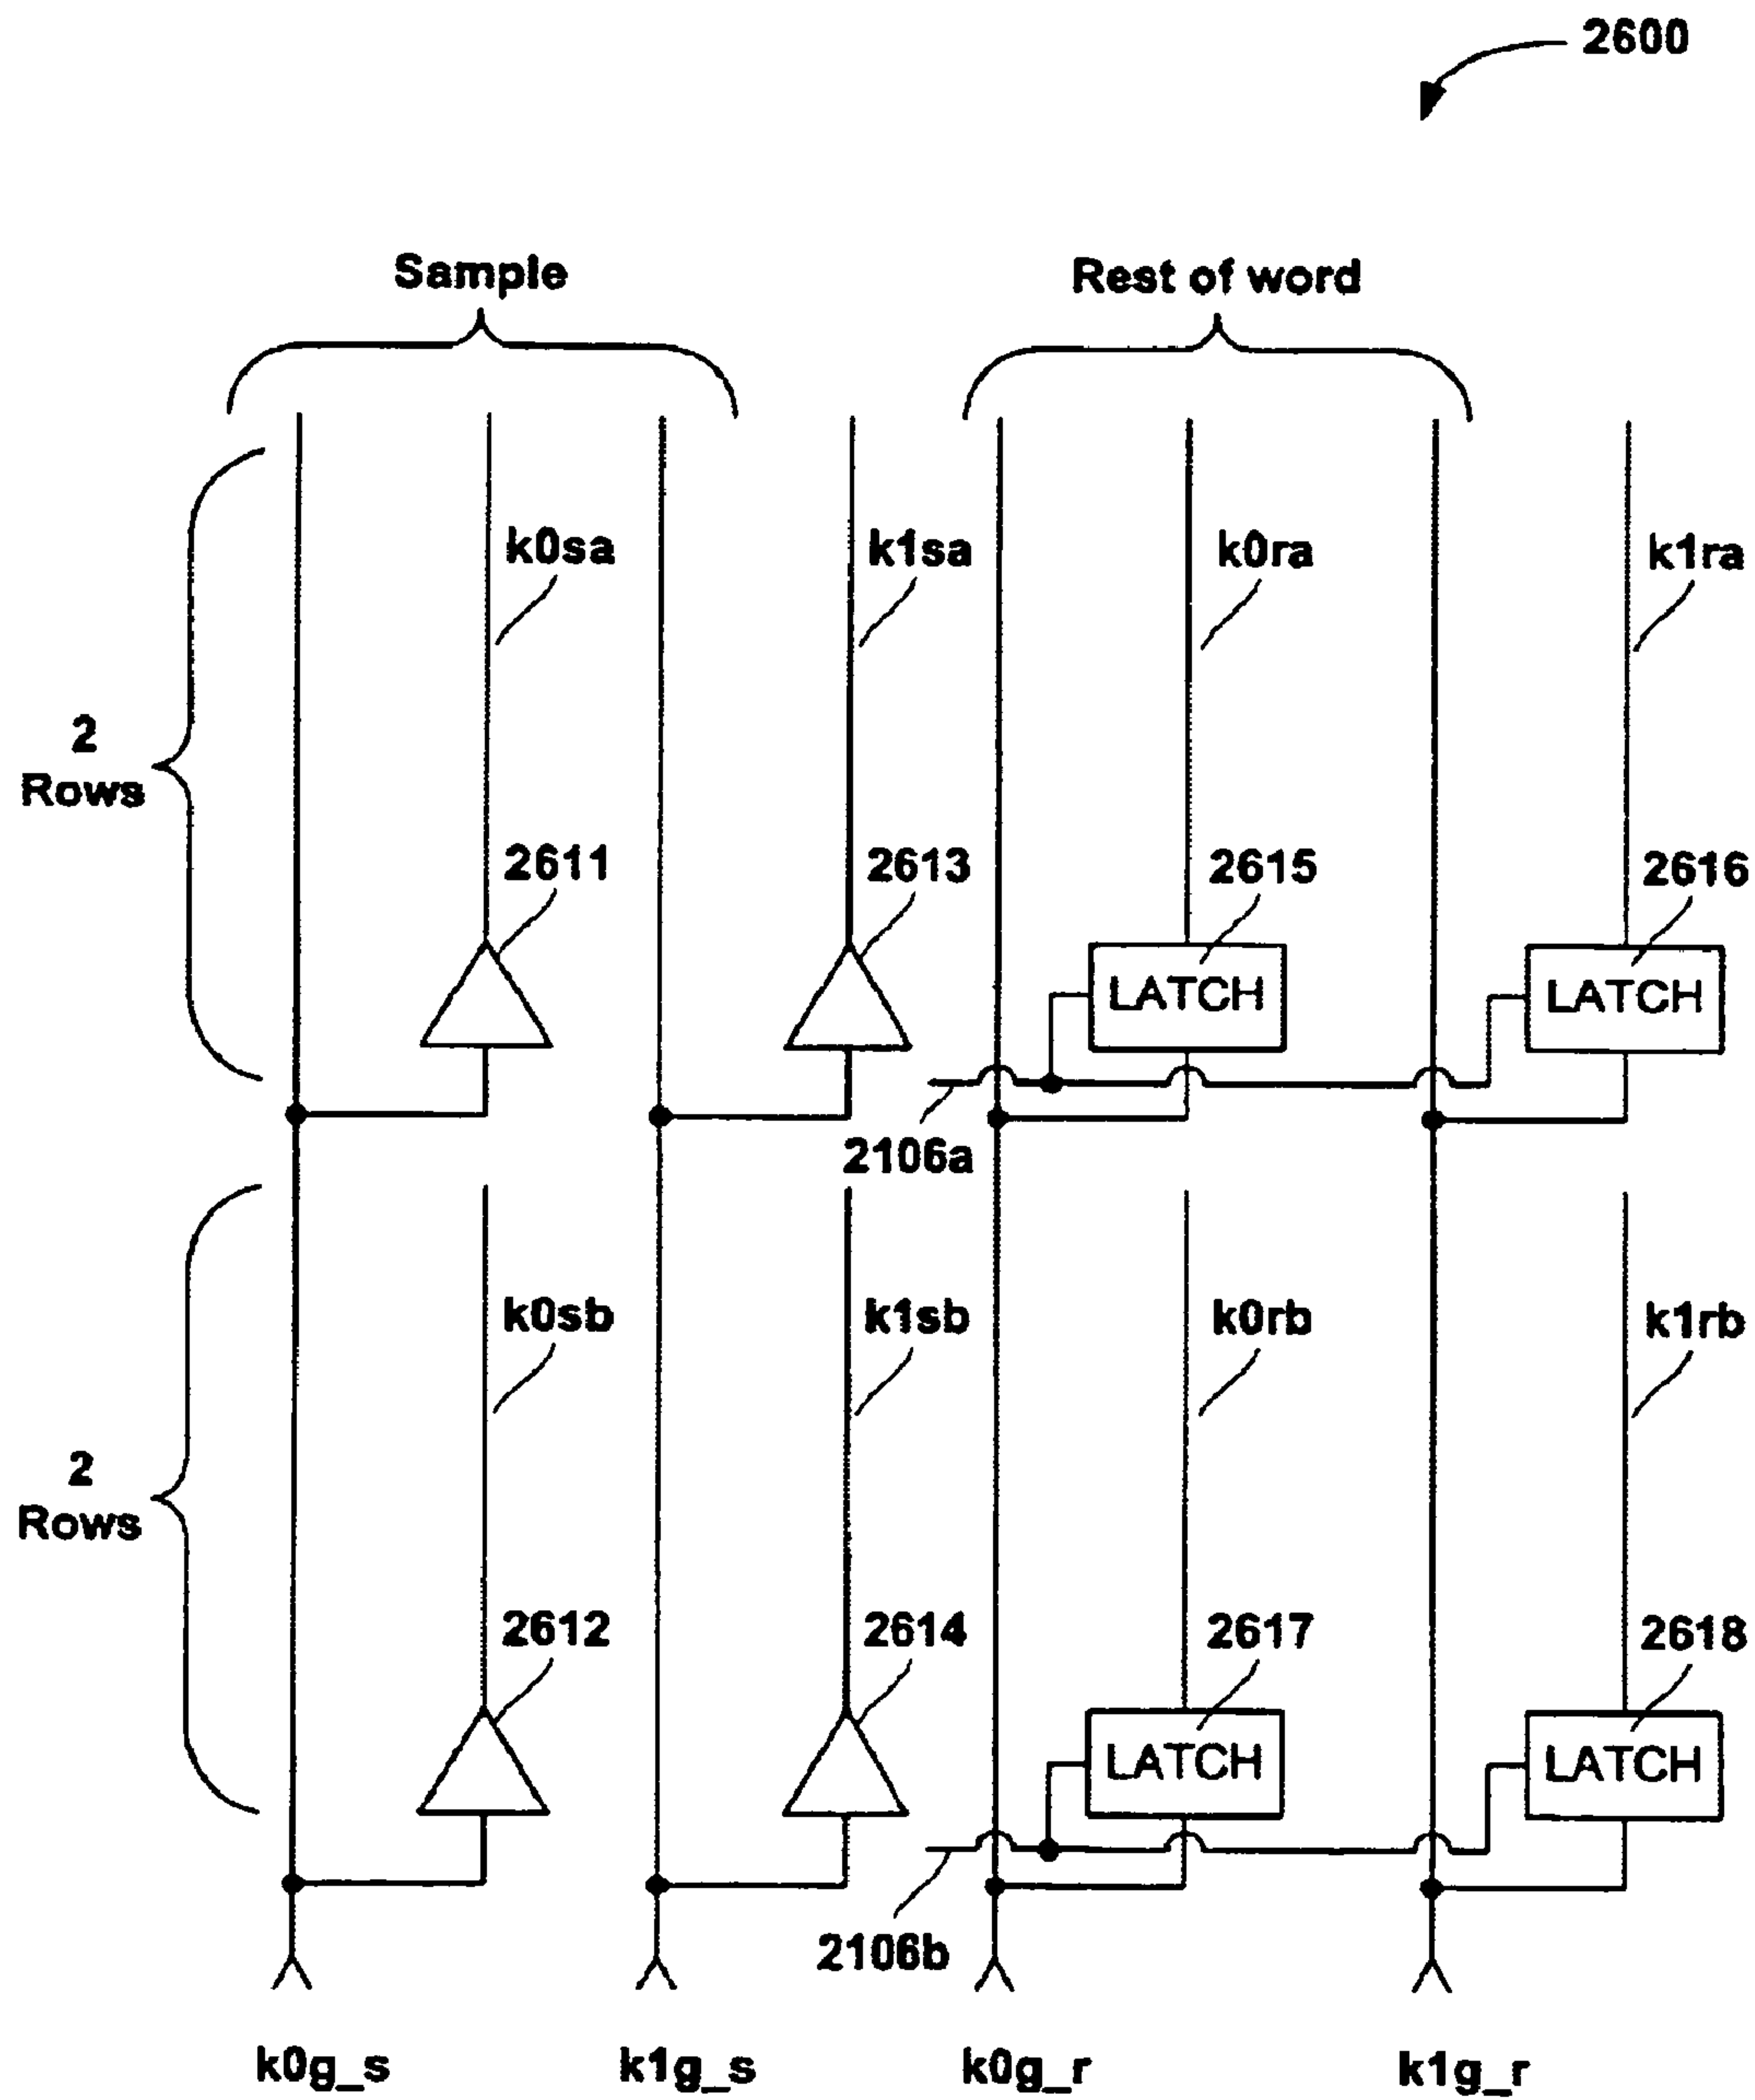 2600
Sample
Rest of word
k0sa
k1sa
k0ra
k1ra
2
Rows
2611
2613
2615
2616
LATCH
LATCH
2106a
k0sb
k1sb
k0rb
k1rb
2
Rows
2612
2614
2617
2618
LATCH
LATCH
2106b
k0g_s
k1g_s
k0g_r
k1g_r